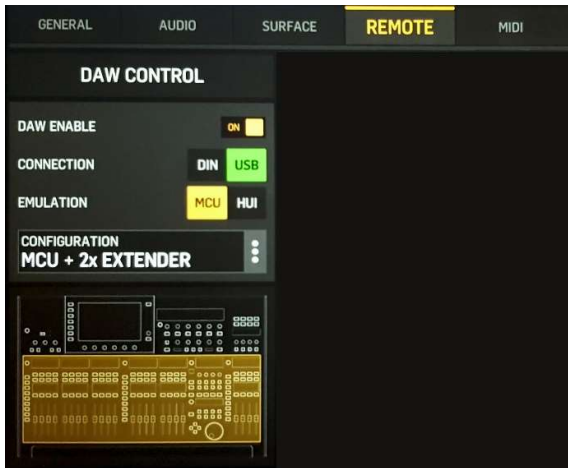 GENERAL AUDIO SURFACE REMOTE MIDI
DAW CONTROL
DAW ENABLE ON
CONNECTION DIN USB
EMULATION MCU HUI
CONFIGURATION
MCU + 2x EXTENDER